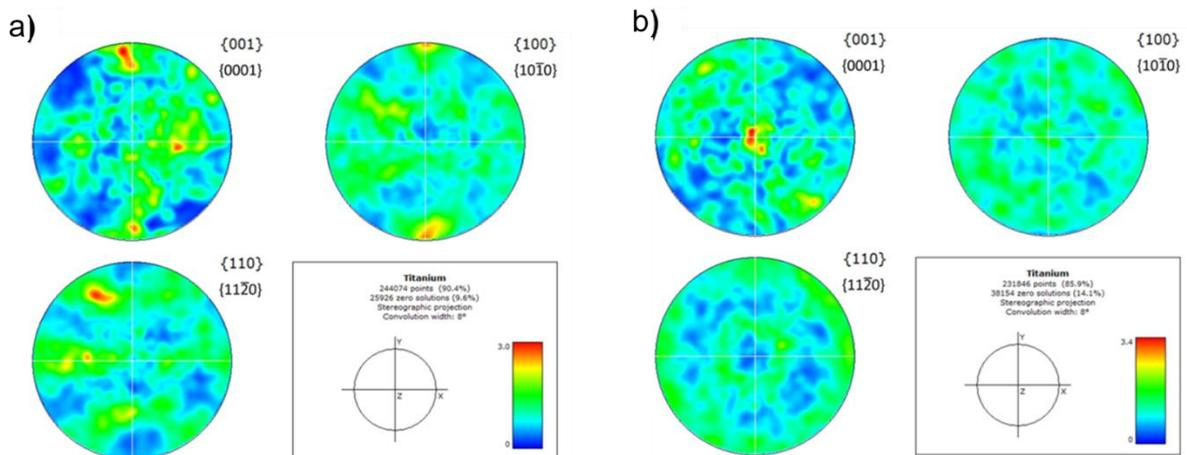 a)
{001}
{0001}
{100}
{101̅0}
{110}
{112̅0}
Titanium
244074 points (90.4%)
25926 zero solutions (9.6%)
Stereographic projection
Convolution width: 8°
Y
Z
X
3.0
0
b)
{001}
{0001}
{100}
{101̅0}
{110}
{112̅0}
Titanium
231846 points (85.9%)
38154 zero solutions (14.1%)
Stereographic projection
Convolution width: 8°
Y
Z
X
3.4
0